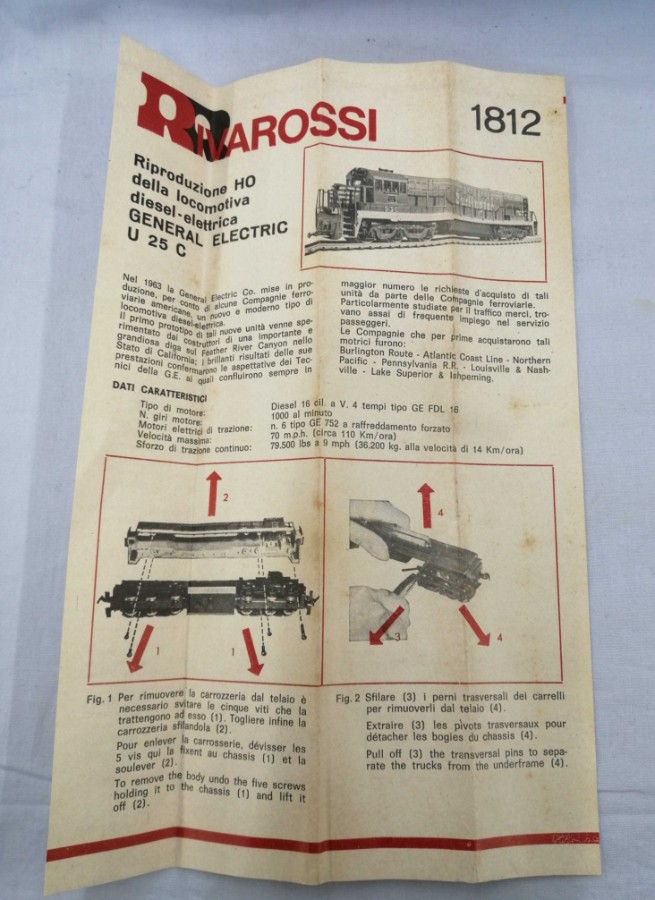 RIVAROSSI
1812
Riproduzione HO
della locomotiva
diesel-elettrica
GENERAL ELECTRIC
U 25 C
Nel 1963 la General Electric Co. mise in pro-
duzione, per conto di alcune Compagnie ferro-
viarie americane, un nuovo e moderno tipo di
locomotiva diesel-elettrica.
Il primo prototipo di tali nuove unità venne spe-
rimentato dai costruttori di una importante e
grandiosa diga sul Feather River Canyon nello
Stato di California; i brillanti risultati delle sue
prestazioni confermarono le aspettative dei Tec-
nici della G.E. ai quali confluirono sempre in
maggior numero le richieste d'acquisto di tali
unità da parte delle Compagnie ferroviarie.
Particolarmente studiate per il traffico merci, tro-
vano assai di frequente impiego nel servizio
passeggeri.
Le Compagnie che per prime acquistarono tali
motrici furono:
Burlington Route - Atlantic Coast Line - Northern
Pacific - Pennsylvania R.R. - Louisville & Nash-
ville - Lake Superior & Ishpeming.
DATI CARATTERISTICI
Tipo di motore: Diesel 16 cil. a V. 4 tempi tipo GE FDL 16
N. giri motore: 1000 al minuto
Motori elettrici di trazione: n. 6 tipo GE 752 a raffreddamento forzato
Velocità massima: 70 m.p.h. (circa 110 Km/ora)
Sforzo di trazione continuo: 79.500 lbs a 9 mph (36.200 kg. alla velocità di 14 Km/ora)
2
1
1
4
3
4
Fig. 1 Per rimuovere la carrozzeria dal telaio è
necessario svitare le cinque viti che la
trattengono ad esso (1). Togliere infine la
carrozzeria sfilandola (2).
Pour enlever la carrosserie, dévisser les
5 vis qui la fixent au chassis (1) et la
soulever (2).
To remove the body undo the five screws
holding it to the chassis (1) and lift it
off (2).
Fig. 2 Sfilare (3) i perni trasversali dei carrelli
per rimuoverli dal telaio (4).
Extraire (3) les pivots trasversaux pour
détacher les bogies du chassis (4).
Pull off (3) the transversal pins to sepa-
rate the trucks from the underframe (4).